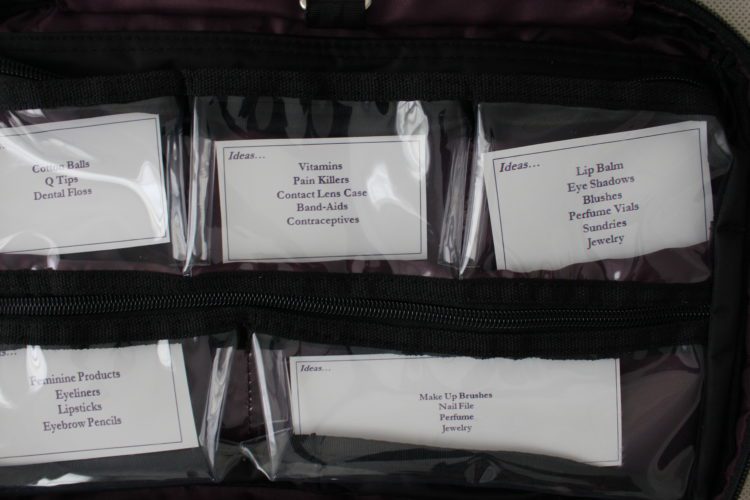 Cotton Balls
Q Tips
Dental Floss
Ideas...
Vitamins
Pain Killers
Contact Lens Case
Band-Aids
Contraceptives
Ideas...
Lip Balm
Eye Shadows
Blushes
Perfume Vials
Sundries
Jewelry
Feminine Products
Eyeliners
Lipsticks
Eyebrow Pencils
Ideas...
Make Up Brushes
Nail File
Perfume
Jewelry